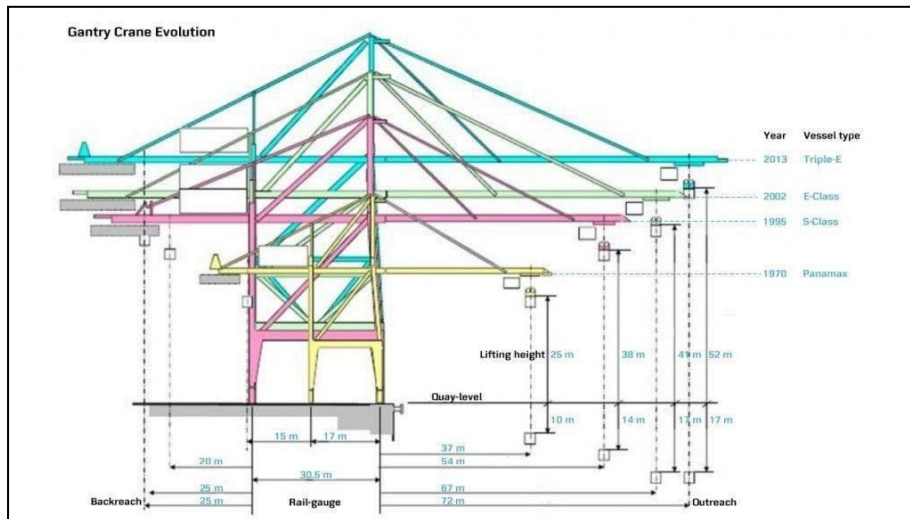 Gantry Crane Evolution
Year Vessel type
2013 Triple-E
2002 E-Class
1995 S-Class
1970 Panamax
Lifting height 25 m 38 m 41 m 52 m
Quay-level
10 m 14 m 17 m 17 m
15 m 17 m
37 m
20 m 54 m
30.5 m
25 m 67 m
Backreach 25 m Rail-gauge 72 m Outreach